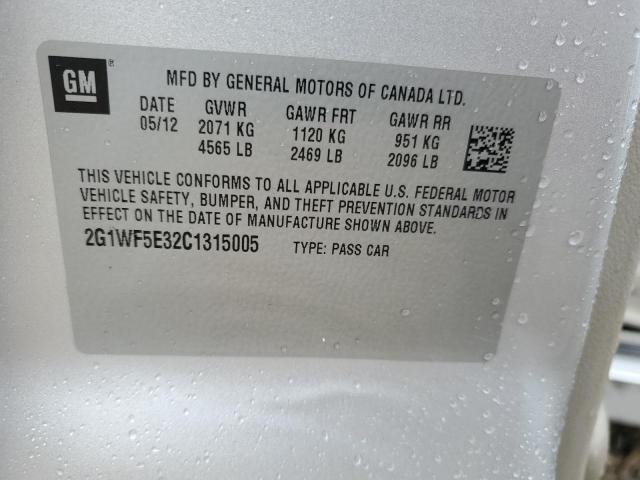 GM®
MFD BY GENERAL MOTORS OF CANADA LTD.
DATE GVWR GAWR FRT GAWR RR
05/12 2071 KG 1120 KG 951 KG
4565 LB 2469 LB 2096 LB
THIS VEHICLE CONFORMS TO ALL APPLICABLE U.S. FEDERAL MOTOR
VEHICLE SAFETY, BUMPER, AND THEFT PREVENTION STANDARDS IN
EFFECT ON THE DATE OF MANUFACTURE SHOWN ABOVE.
2G1WF5E32C1315005 TYPE: PASS CAR